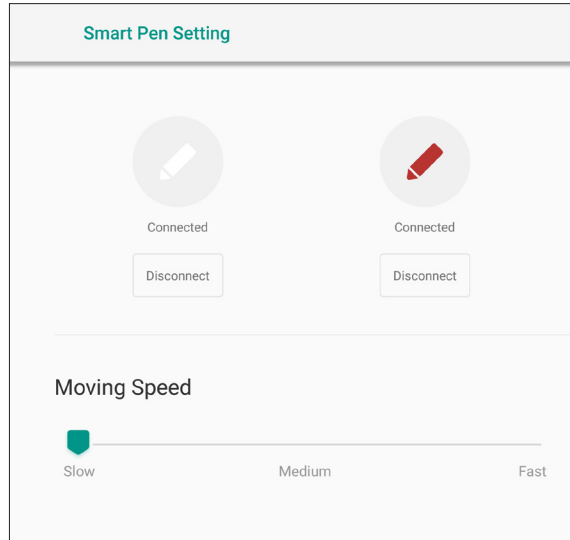 Smart Pen Setting
Connected
Connected
Disconnect
Disconnect
Moving Speed
Slow
Medium
Fast